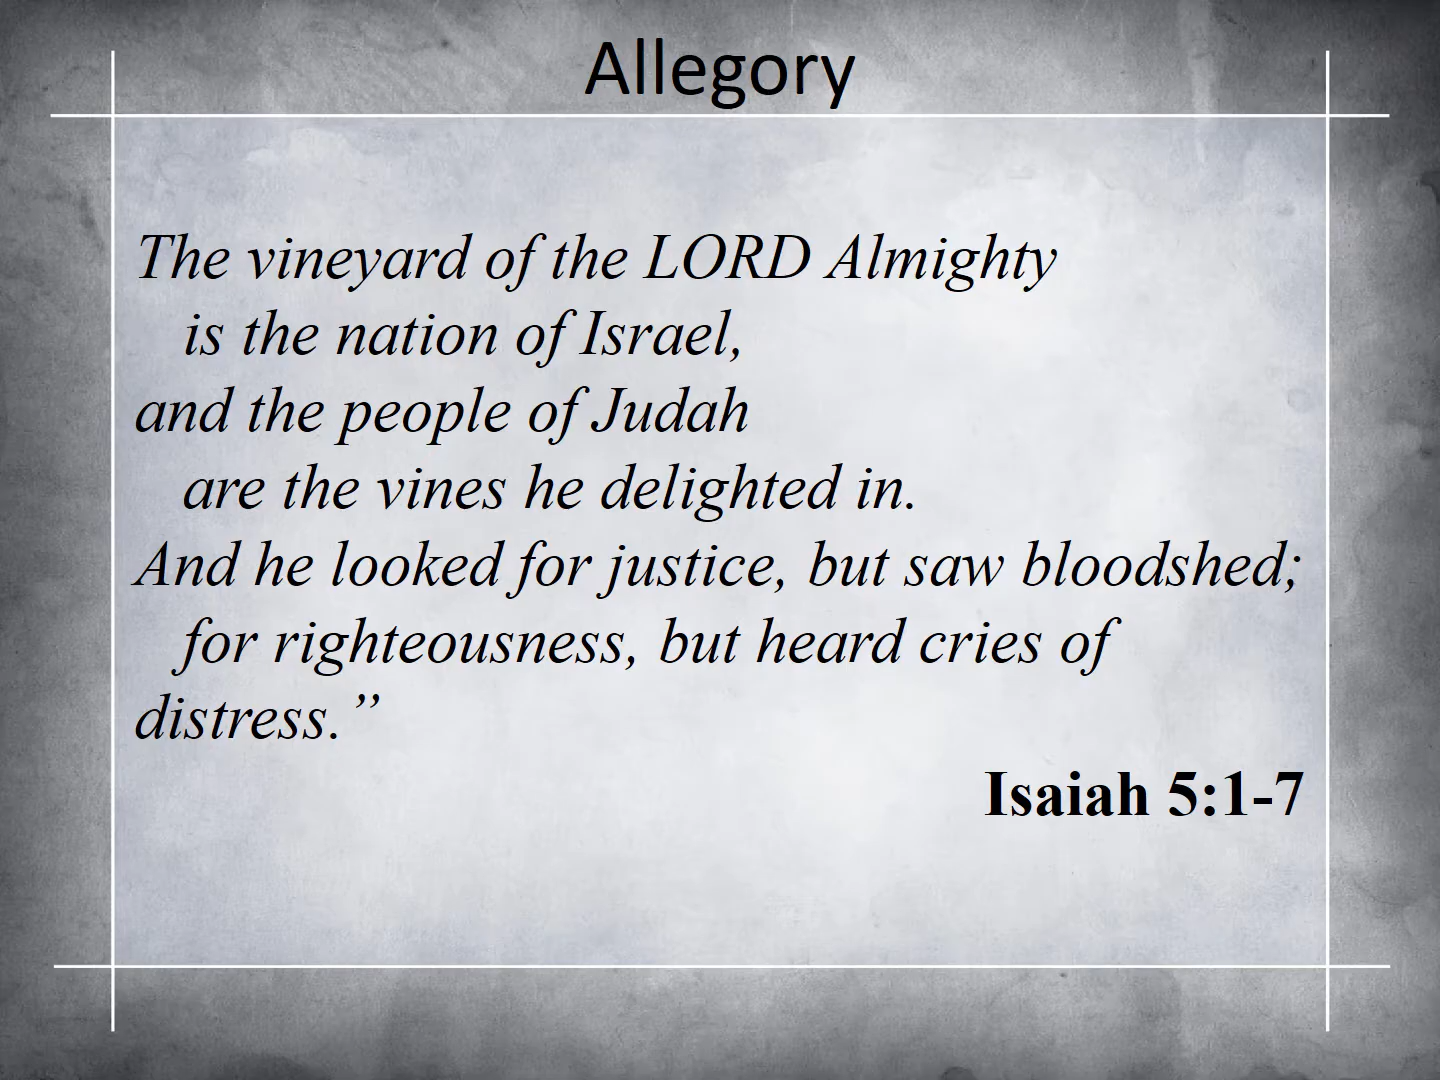 Allegory
The vineyard of the LORD Almighty
is the nation of Israel,
and the people of Judah
are the vines he delighted in.
And he looked for justice, but saw bloodshed;
for righteousness, but heard cries of
distress.”
Isaiah 5:1-7